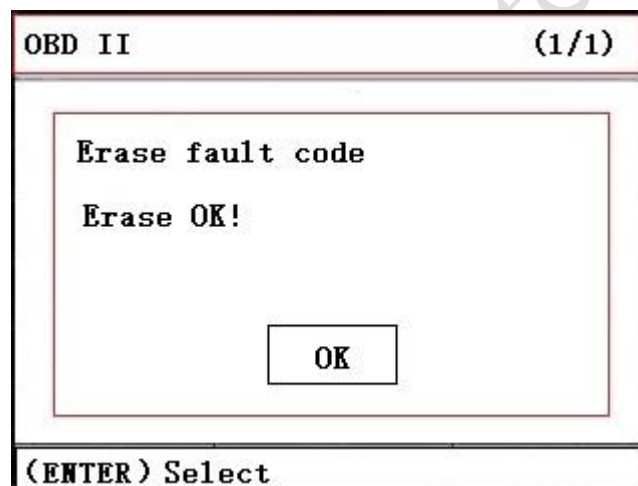 OBD II (1/1)
Erase fault code
Erase OK!
OK
(ENTER) Select